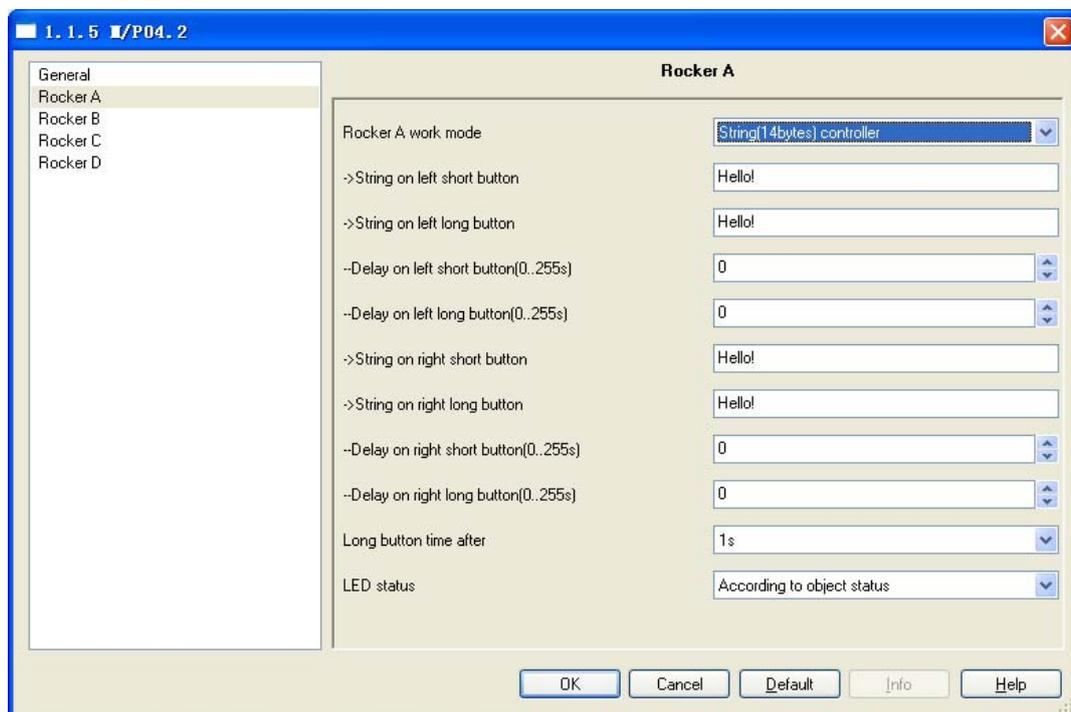 1.1.5 M/P04.2
General
Rocker A
Rocker B
Rocker C
Rocker D
Rocker A
Rocker A work mode String(14bytes) controller
->String on left short button Hello!
->String on left long button Hello!
--Delay on left short button(0..255s) 0
--Delay on left long button(0..255s) 0
->String on right short button Hello!
->String on right long button Hello!
--Delay on right short button(0..255s) 0
--Delay on right long button(0..255s) 0
Long button time after 1s
LED status According to object status
OK Cancel Default Info Help